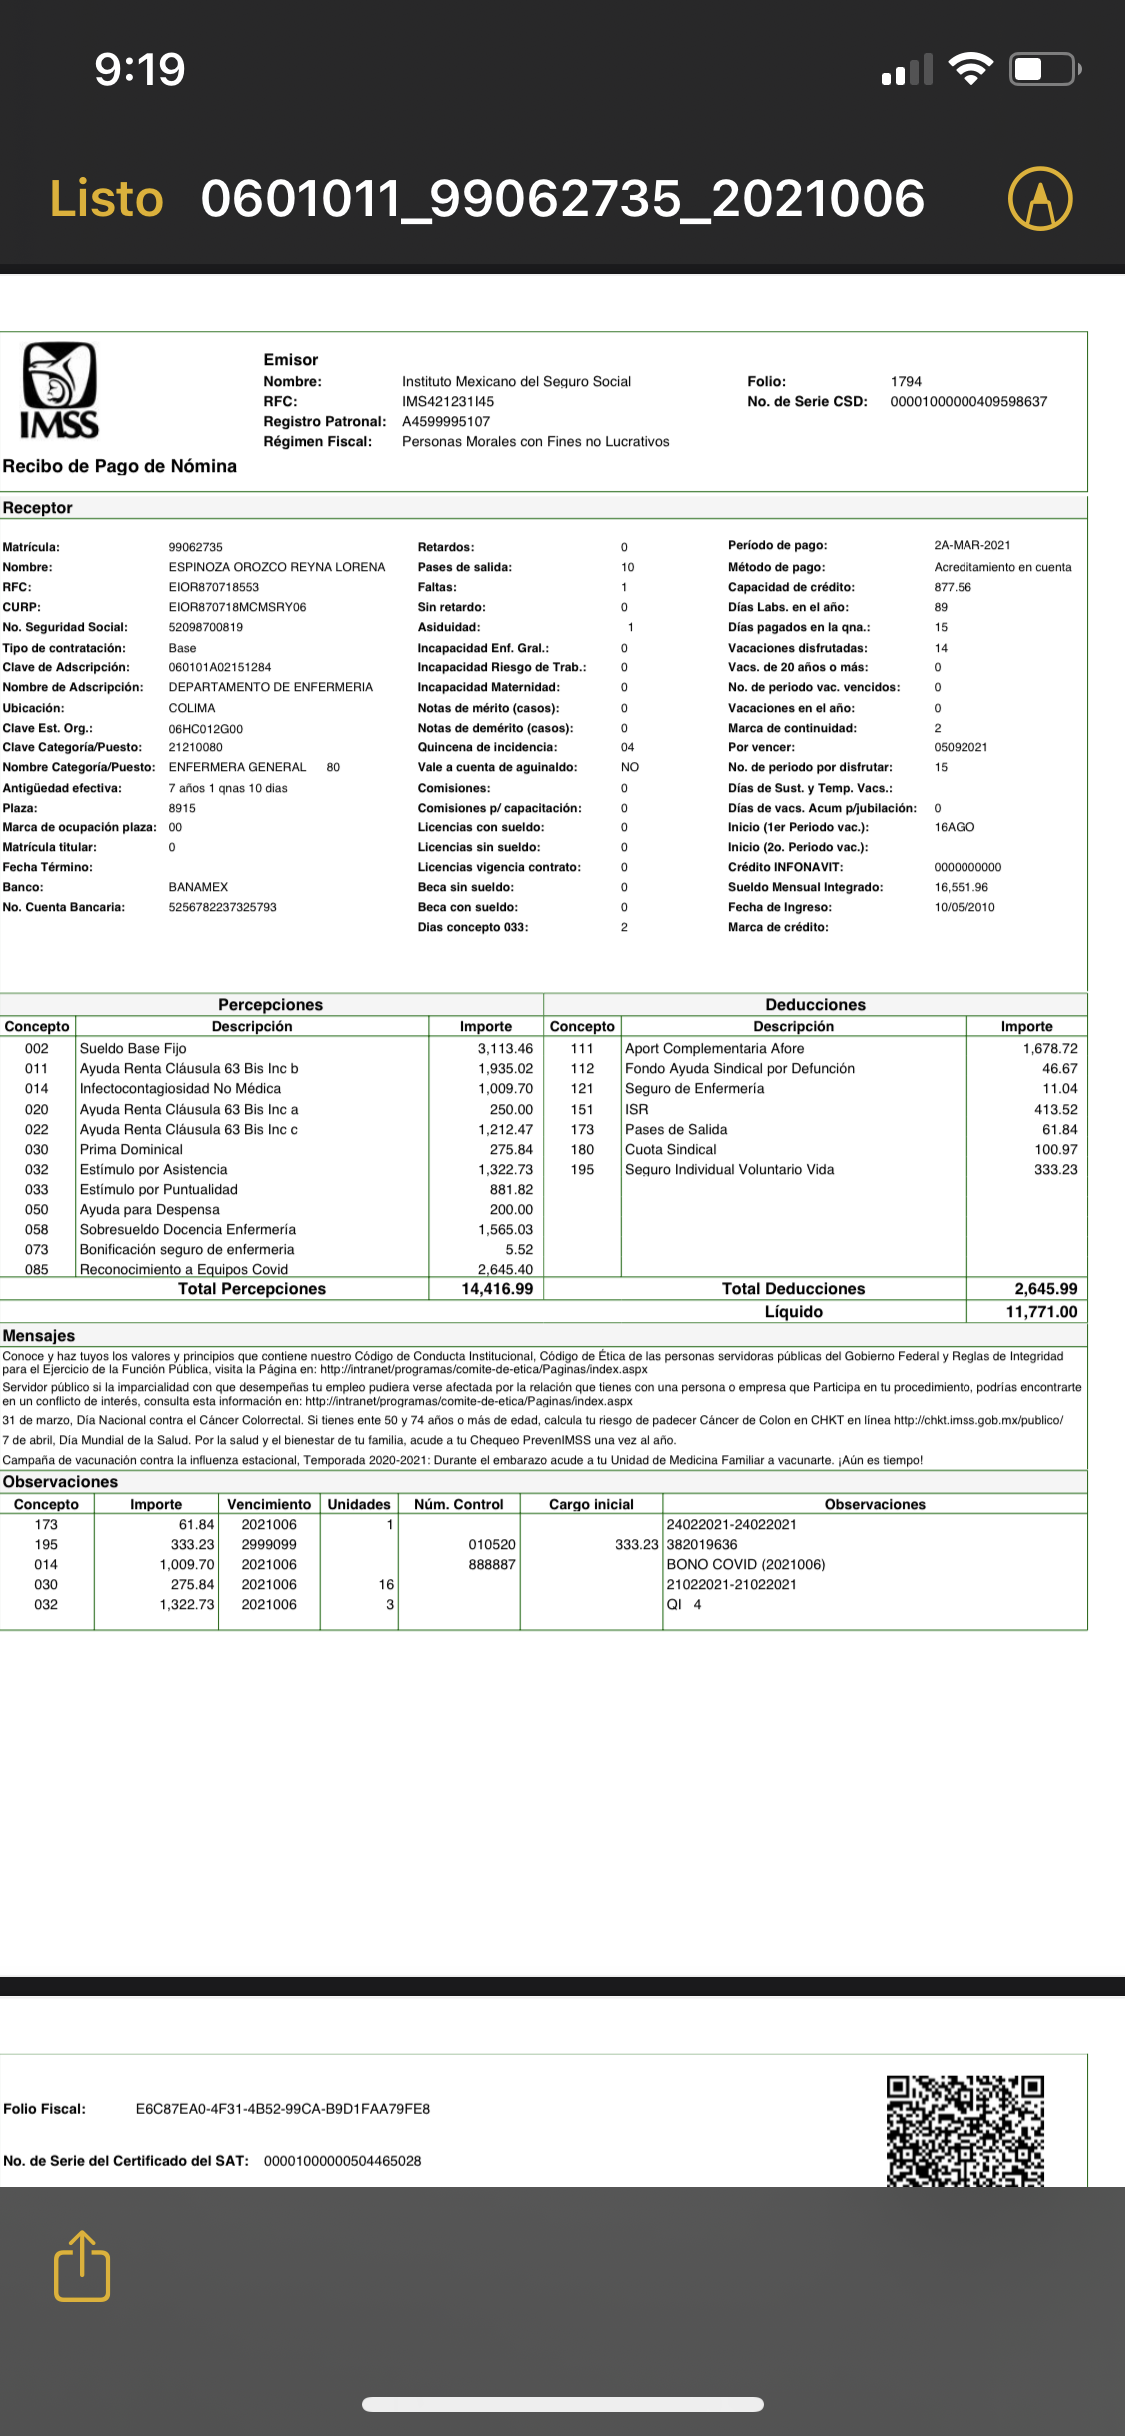 9:19
Listo 0601011_99062735_2021006
IMSS
Recibo de Pago de Nómina
Emisor
Nombre: Instituto Mexicano del Seguro Social Folio: 1794
RFC: IMS421231I45 No. de Serie CSD: 00001000000409598637
Registro Patronal: A4599995107
Régimen Fiscal: Personas Morales con Fines no Lucrativos
Receptor
Matrícula: 99062735 Retardos: 0 Período de pago: 2A-MAR-2021
Nombre: ESPINOZA OROZCO REYNA LORENA Pases de salida: 10 Método de pago: Acreditamiento en cuenta
RFC: EIOR870718553 Faltas: 1 Capacidad de crédito: 877.56
CURP: EIOR870718MCMSRY06 Sin retardo: 0 Días Labs. en el año: 89
No. Seguridad Social: 52098700819 Asiduidad: 1 Días pagados en la qna.: 15
Tipo de contratación: Base Incapacidad Enf. Gral.: 0 Vacaciones disfrutadas: 14
Clave de Adscripción: 060101A02151284 Incapacidad Riesgo de Trab.: 0 Vacs. de 20 años o más: 0
Nombre de Adscripción: DEPARTAMENTO DE ENFERMERIA Incapacidad Maternidad: 0 No. de periodo vac. vencidos: 0
Ubicación: COLIMA Notas de mérito (casos): 0 Vacaciones en el año: 0
Clave Est. Org.: 06HC012G00 Notas de demérito (casos): 0 Marca de continuidad: 2
Clave Categoría/Puesto: 21210080 Quincena de incidencia: 04 Por vencer: 05092021
Nombre Categoría/Puesto: ENFERMERA GENERAL 80 Vale a cuenta de aguinaldo: NO No. de periodo por disfrutar: 15
Antigüedad efectiva: 7 años 1 qnas 10 dias Comisiones: 0 Días de Sust. y Temp. Vacs.:
Plaza: 8915 Comisiones p/ capacitación: 0 Días de vacs. Acum p/jubilación: 0
Marca de ocupación plaza: 00 Licencias con sueldo: 0 Inicio (1er Periodo vac.): 16AGO
Matrícula titular: 0 Licencias sin sueldo: 0 Inicio (2o. Periodo vac.):
Fecha Término: Licencias vigencia contrato: 0 Crédito INFONAVIT: 0000000000
Banco: BANAMEX Beca sin sueldo: 0 Sueldo Mensual Integrado: 16,551.96
No. Cuenta Bancaria: 5256782237325793 Beca con sueldo: 0 Fecha de Ingreso: 10/05/2010
Dias concepto 033: 2 Marca de crédito:
Percepciones Deducciones
Concepto Descripción Importe Concepto Descripción Importe
002 Sueldo Base Fijo 3,113.46 111 Aport Complementaria Afore 1,678.72
011 Ayuda Renta Cláusula 63 Bis Inc b 1,935.02 112 Fondo Ayuda Sindical por Defunción 46.67
014 Infectocontagiosidad No Médica 1,009.70 121 Seguro de Enfermería 11.04
020 Ayuda Renta Cláusula 63 Bis Inc a 250.00 151 ISR 413.52
022 Ayuda Renta Cláusula 63 Bis Inc c 1,212.47 173 Pases de Salida 61.84
030 Prima Dominical 275.84 180 Cuota Sindical 100.97
032 Estímulo por Asistencia 1,322.73 195 Seguro Individual Voluntario Vida 333.23
033 Estímulo por Puntualidad 881.82
050 Ayuda para Despensa 200.00
058 Sobresueldo Docencia Enfermería 1,565.03
073 Bonificación seguro de enfermeria 5.52
085 Reconocimiento a Equipos Covid 2,645.40
Total Percepciones 14,416.99 Total Deducciones 2,645.99
Líquido 11,771.00
Mensajes
Conoce y haz tuyos los valores y principios que contiene nuestro Código de Conducta Institucional, Código de Ética de las personas servidoras públicas del Gobierno Federal y Reglas de Integridad
para el Ejercicio de la Función Pública, visita la Página en: http://intranet/programas/comite-de-etica/Paginas/index.aspx
Servidor público si la imparcialidad con que desempeñas tu empleo pudiera verse afectada por la relación que tienes con una persona o empresa que Participa en tu procedimiento, podrías encontrarte
en un conflicto de interés, consulta esta información en: http://intranet/programas/comite-de-etica/Paginas/index.aspx
31 de marzo, Día Nacional contra el Cáncer Colorrectal. Si tienes ente 50 y 74 años o más de edad, calcula tu riesgo de padecer Cáncer de Colon en CHKT en línea http://chkt.imss.gob.mx/publico/
7 de abril, Día Mundial de la Salud. Por la salud y el bienestar de tu familia, acude a tu Chequeo PrevenIMSS una vez al año.
Campaña de vacunación contra la influenza estacional, Temporada 2020-2021: Durante el embarazo acude a tu Unidad de Medicina Familiar a vacunarte. ¡Aún es tiempo!
Observaciones
Concepto Importe Vencimiento Unidades Núm. Control Cargo inicial Observaciones
173 61.84 2021006 1 24022021-24022021
195 333.23 2999099 010520 333.23 382019636
014 1,009.70 2021006 888887 BONO COVID (2021006)
030 275.84 2021006 16 21022021-21022021
032 1,322.73 2021006 3 QI 4
Folio Fiscal: E6C87EA0-4F31-4B52-99CA-B9D1FAA79FE8
No. de Serie del Certificado del SAT: 00001000000504465028